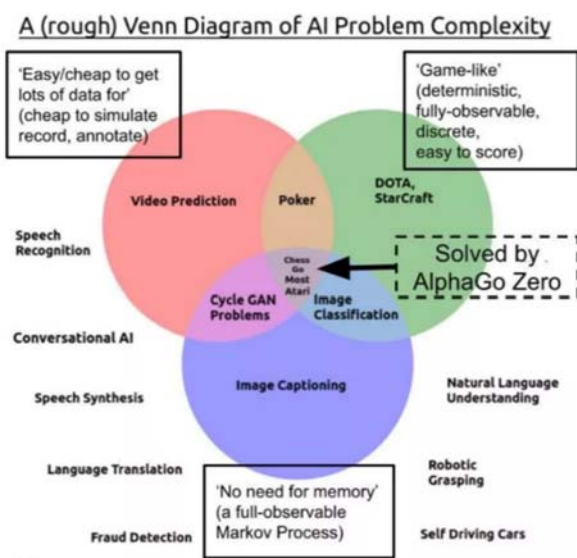 A (rough) Venn Diagram of AI Problem Complexity
'Easy/cheap to get
lots of data for'
(cheap to simulate
record, annotate)
'Game-like'
(deterministic,
fully-observable,
discrete,
easy to score)
Video Prediction
Poker
DOTA,
StarCraft
Speech
Recognition
Chess
Go
Most
Atari
Solved by
AlphaGo Zero
Cycle GAN
Problems
Image
Classification
Conversational AI
Image Captioning
Natural Language
Understanding
Speech Synthesis
Language Translation
Robotic
Grasping
'No need for memory'
(a full-observable
Markov Process)
Fraud Detection
Self Driving Cars